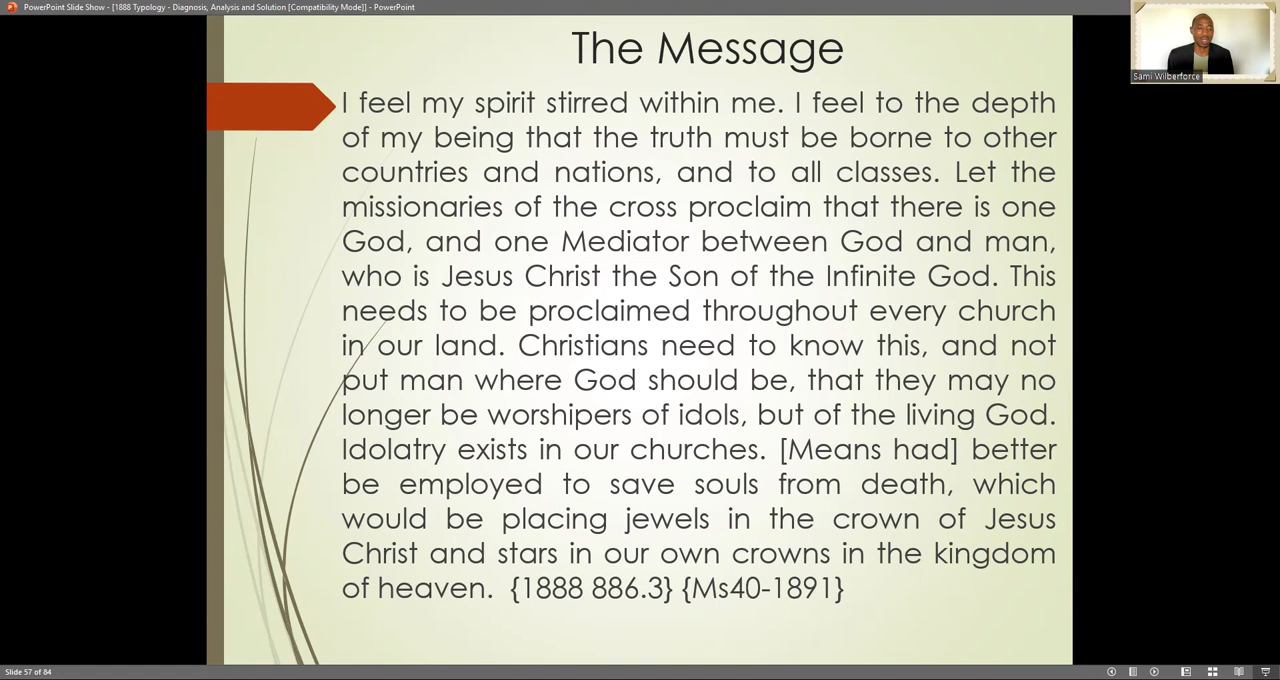 PowerPoint Slide Show - [1888 Typology - Diagnosis, Analysis and Solution [Compatibility Mode]] - PowerPoint
Sami Wilberforce
The Message
I feel my spirit stirred within me. I feel to the depth
of my being that the truth must be borne to other
countries and nations, and to all classes. Let the
missionaries of the cross proclaim that there is one
God, and one Mediator between God and man,
who is Jesus Christ the Son of the Infinite God. This
needs to be proclaimed throughout every church
in our land. Christians need to know this, and not
put man where God should be, that they may no
longer be worshipers of idols, but of the living God.
Idolatry exists in our churches. [Means had] better
be employed to save souls from death, which
would be placing jewels in the crown of Jesus
Christ and stars in our own crowns in the kingdom
of heaven. {1888 886.3} {Ms40-1891}
Slide 57 of 84